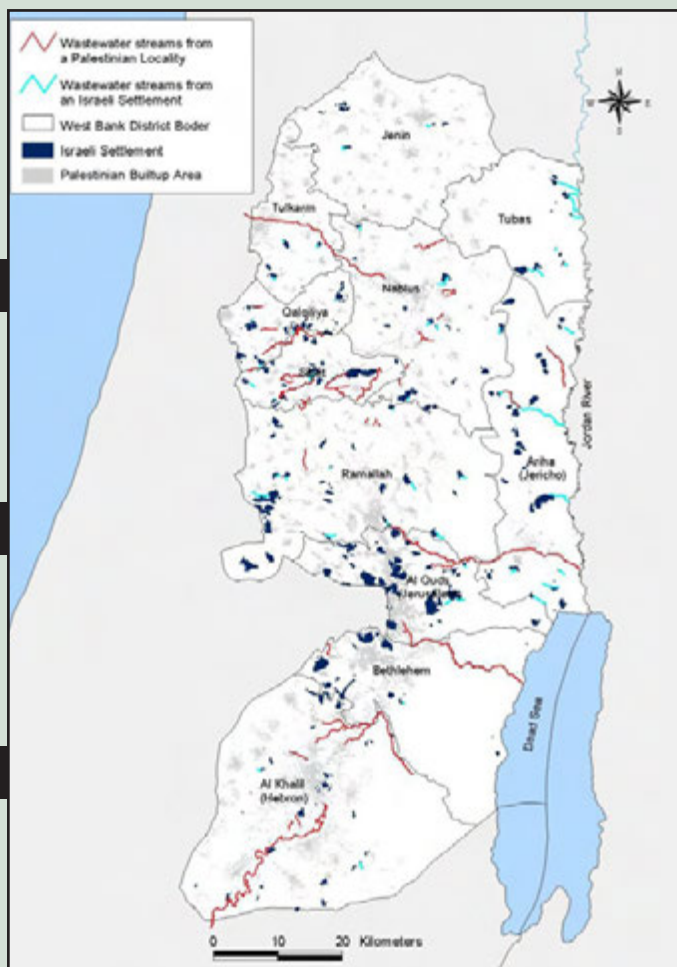 Wastewater streams from
a Palestinian Locality
Wastewater streams from
an Israeli Settlement
West Bank District Boder
Israeli Settlement
Palestinian Builtup Area
N
W E
S
Jenin
Tubas
Tulkarm
Nablus
Qalqiliya
Salfit
Jordan River
Ramallah
Ariha
(Jericho)
Al Quds
(Jerusalem)
Bethlehem
Dead Sea
Al Khalil
(Hebron)
0 10 20 Kilometers